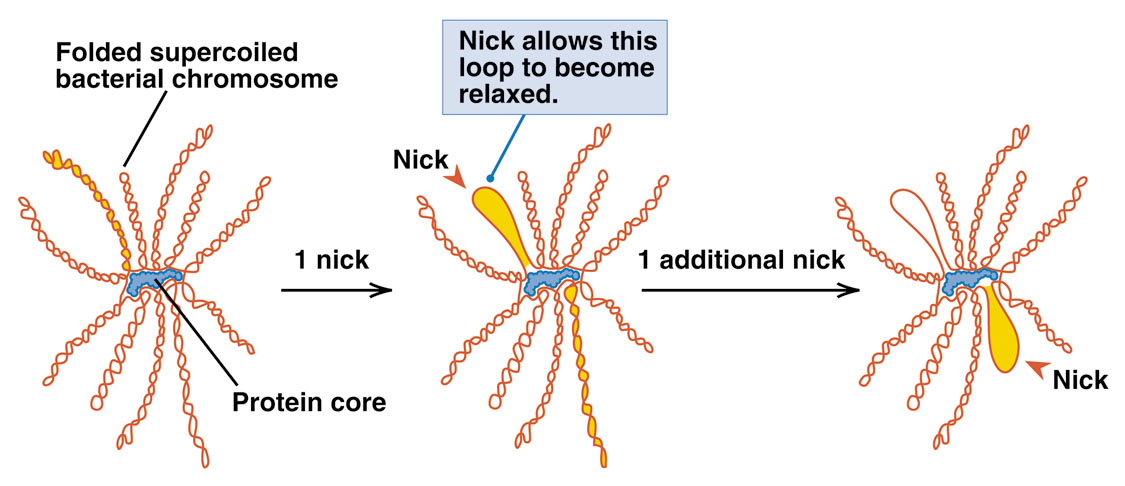 Folded supercoiled
bacterial chromosome
Nick allows this
loop to become
relaxed.
Nick
1 nick
1 additional nick
Protein core
Nick